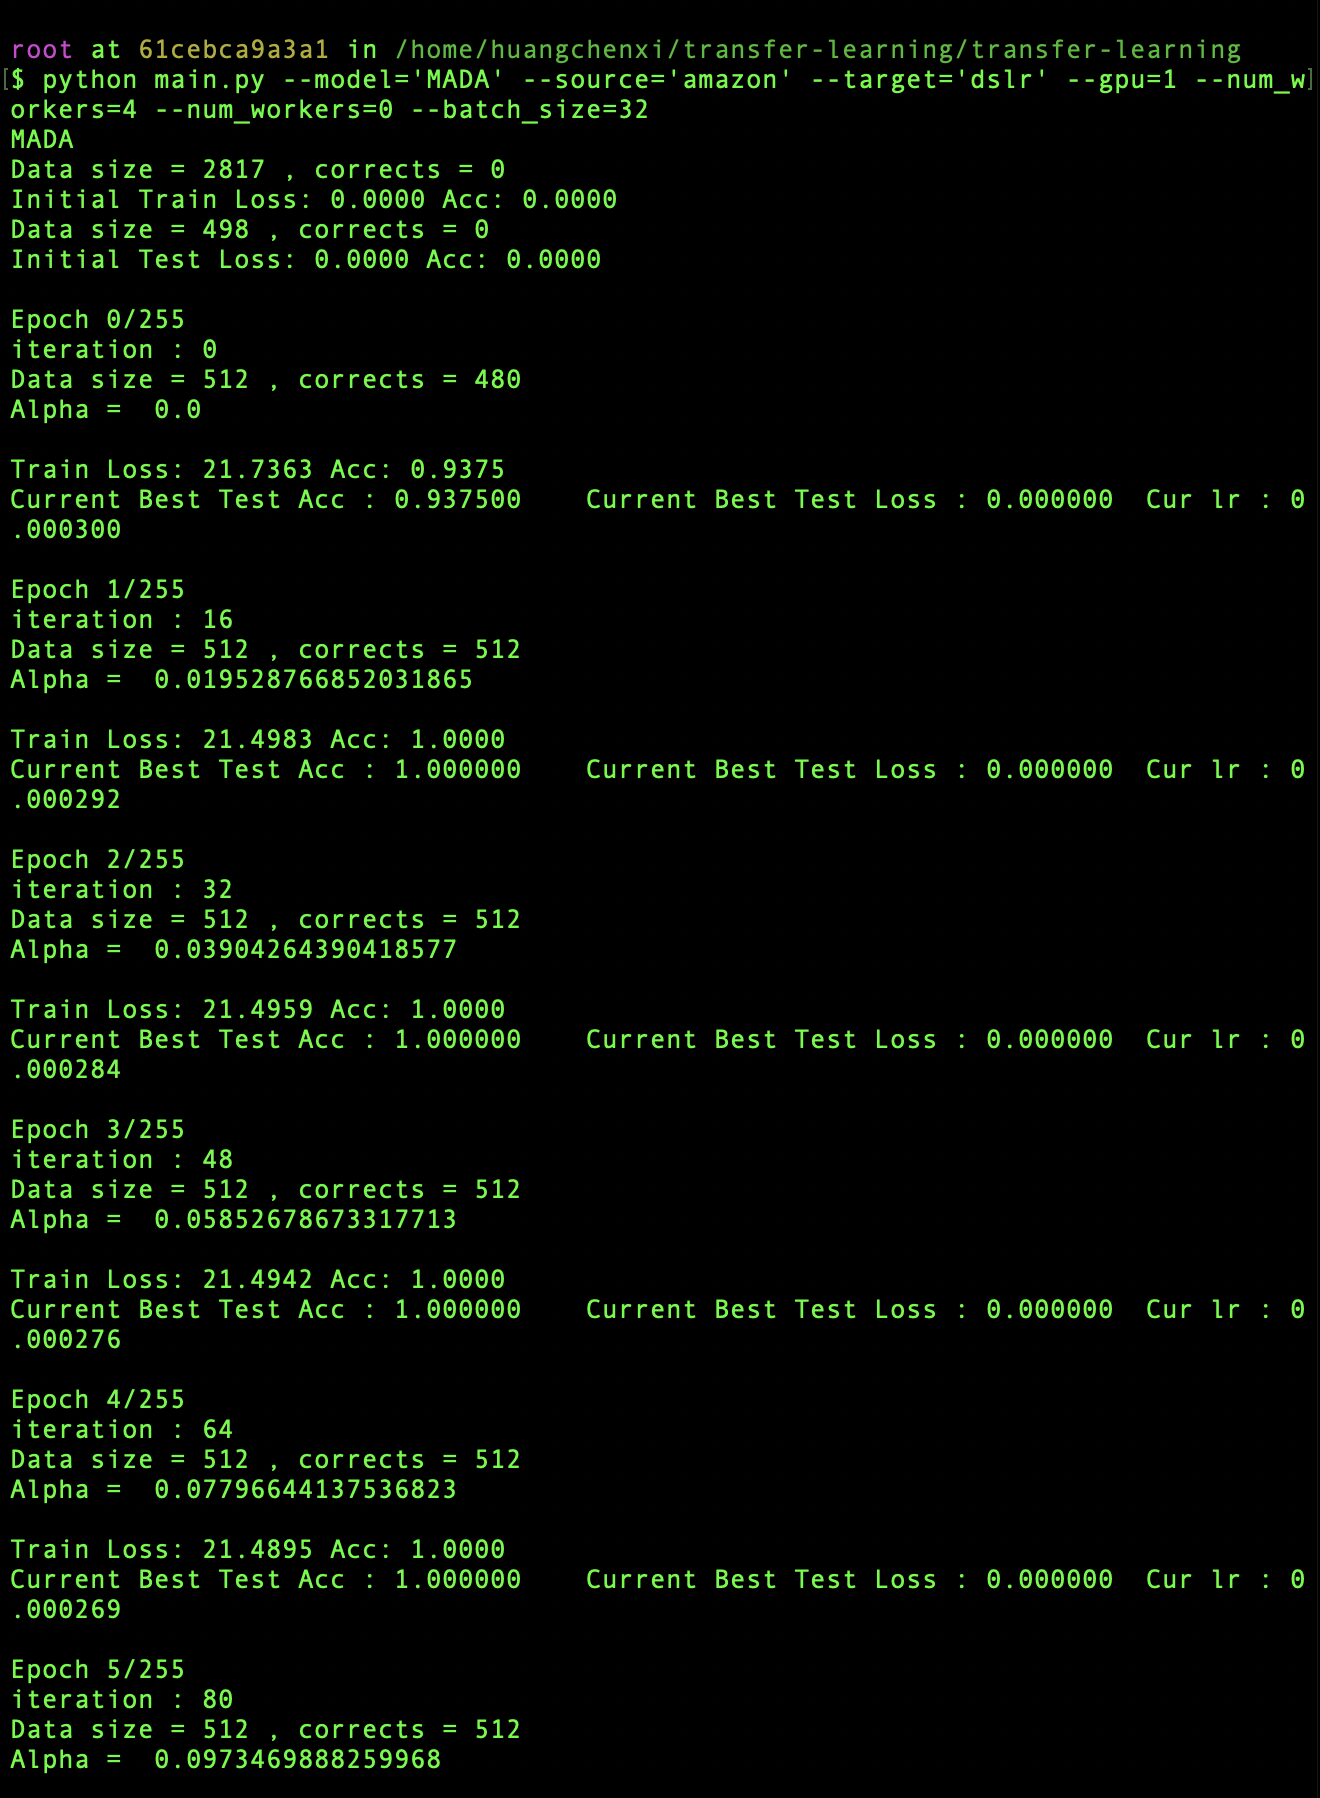 root at 61cebca9a3a1 in /home/huangchenxi/transfer-learning/transfer-learning
[$ python main.py --model='MADA' --source='amazon' --target='dslr' --gpu=1 --num_w]
orkers=4 --num_workers=0 --batch_size=32
MADA
Data size = 2817 , corrects = 0
Initial Train Loss: 0.0000 Acc: 0.0000
Data size = 498 , corrects = 0
Initial Test Loss: 0.0000 Acc: 0.0000
Epoch 0/255
iteration : 0
Data size = 512 , corrects = 480
Alpha =  0.0
Train Loss: 21.7363 Acc: 0.9375
Current Best Test Acc : 0.937500    Current Best Test Loss : 0.000000  Cur lr : 0
.000300
Epoch 1/255
iteration : 16
Data size = 512 , corrects = 512
Alpha =  0.019528766852031865
Train Loss: 21.4983 Acc: 1.0000
Current Best Test Acc : 1.000000    Current Best Test Loss : 0.000000  Cur lr : 0
.000292
Epoch 2/255
iteration : 32
Data size = 512 , corrects = 512
Alpha =  0.03904264390418577
Train Loss: 21.4959 Acc: 1.0000
Current Best Test Acc : 1.000000    Current Best Test Loss : 0.000000  Cur lr : 0
.000284
Epoch 3/255
iteration : 48
Data size = 512 , corrects = 512
Alpha =  0.05852678673317713
Train Loss: 21.4942 Acc: 1.0000
Current Best Test Acc : 1.000000    Current Best Test Loss : 0.000000  Cur lr : 0
.000276
Epoch 4/255
iteration : 64
Data size = 512 , corrects = 512
Alpha =  0.07796644137536823
Train Loss: 21.4895 Acc: 1.0000
Current Best Test Acc : 1.000000    Current Best Test Loss : 0.000000  Cur lr : 0
.000269
Epoch 5/255
iteration : 80
Data size = 512 , corrects = 512
Alpha =  0.0973469888259968